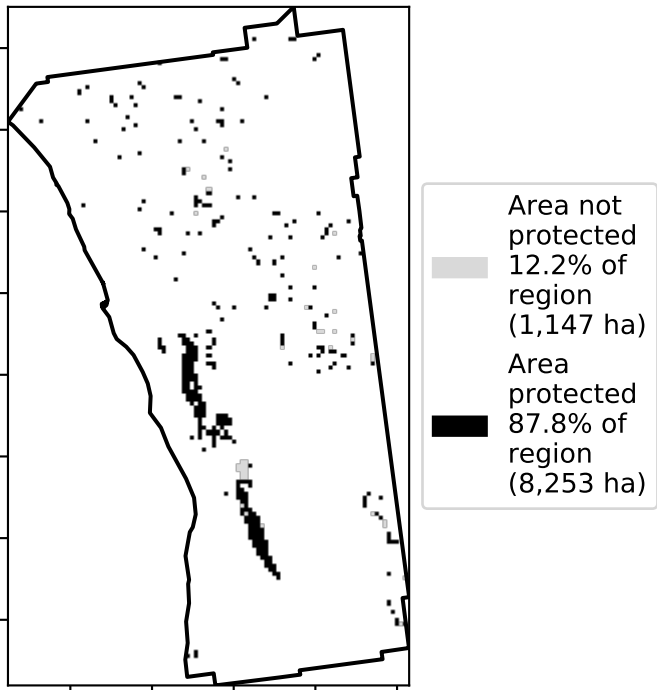 Area not
protected
12.2% of
region
(1,147 ha)
Area
protected
87.8% of
region
(8,253 ha)